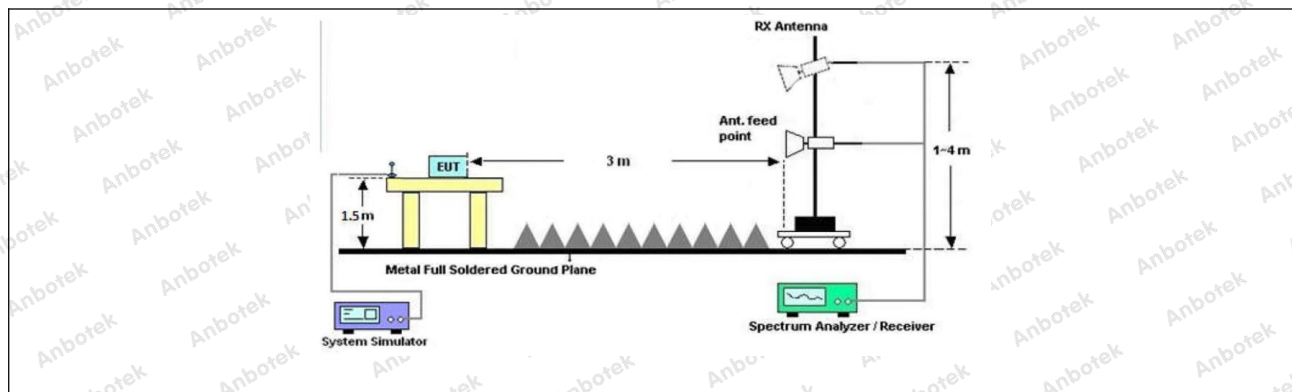 RX Antenna
Ant. feed
point
EUT
3 m
1~4 m
1.5 m
Metal Full Soldered Ground Plane
System Simulator
Spectrum Analyzer / Receiver
Anbotek